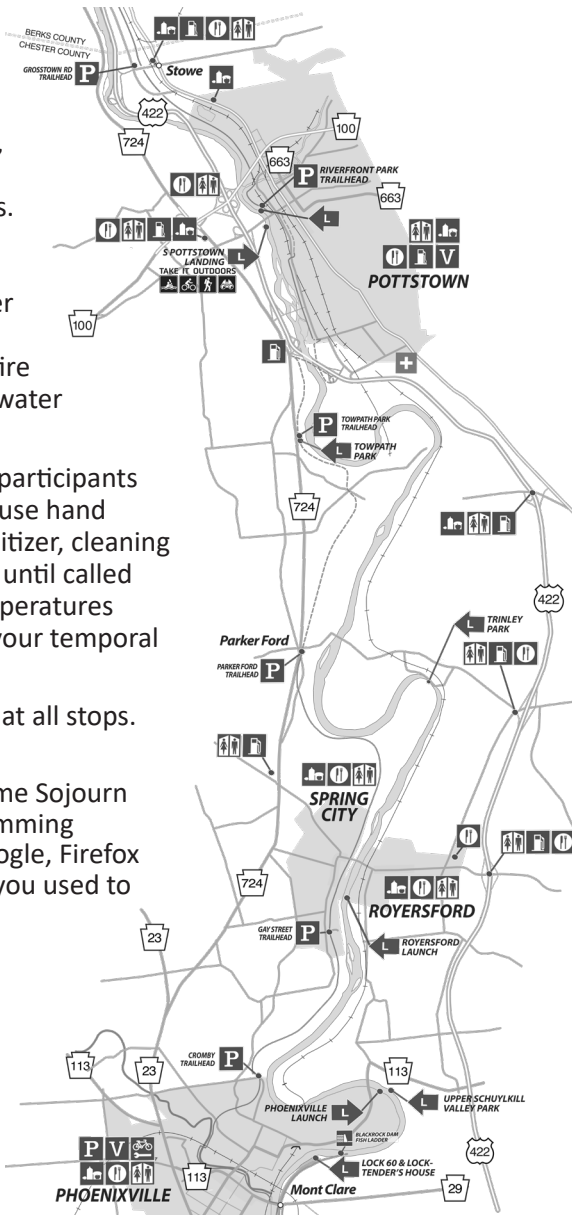 BERKS COUNTY
CHESTER COUNTY
GROSSTOWN RD
TRAILHEAD
P
Stowe
422
724
100
663
P
RIVERFRONT PARK
TRAILHEAD
663
L
s.
S POTTSTOWN
LANDING
L
TAKE IT OUTDOORS
V
POTTSTOWN
er
100
ire
water
P
TOWPATH PARK
TRAILHEAD
L
TOWPATH
PARK
participants
use hand
itizer, cleaning
until called
peratures
your temporal
724
422
L
TRINLEY
PARK
Parker Ford
PARKER FORD
TRAILHEAD
P
at all stops.
me Sojourn
mming
ogle, Firefox
you used to
SPRING
CITY
ROYERSFORD
724
23
GAY STREET
TRAILHEAD
P
L
ROYERSFORD
LAUNCH
CROMBY
TRAILHEAD
P
113
23
113
PHOENIXVILLE
LAUNCH
L
L
UPPER SCHUYLKILL
VALLEY PARK
BLACKROCK DAM
FISH LADDER
P V
L
LOCK 60 & LOCK-
TENDER'S HOUSE
422
113
PHOENIXVILLE
Mont Clare
29